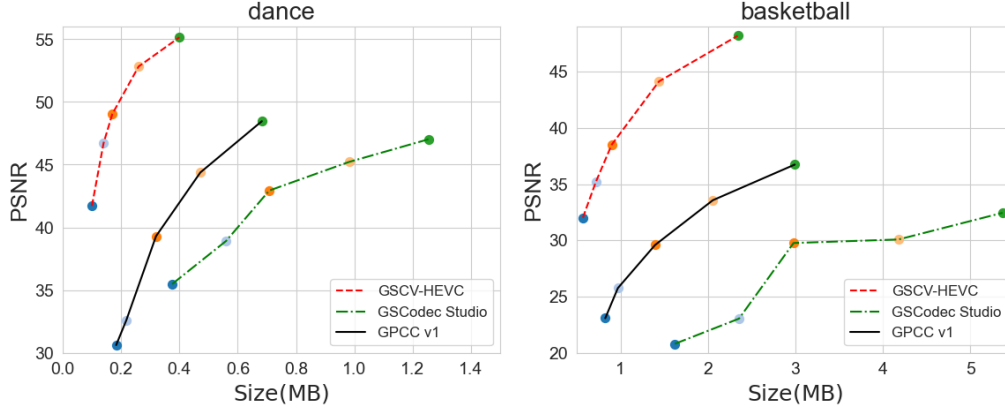 dance
PSNR
55
50
45
40
35
30
0.0 0.2 0.4 0.6 0.8 1.0 1.2 1.4
Size(MB)
GSCV-HEVC
GSCodec Studio
GPCC v1
basketball
PSNR
45
40
35
30
25
20
1 2 3 4 5
Size(MB)
GSCV-HEVC
GSCodec Studio
GPCC v1